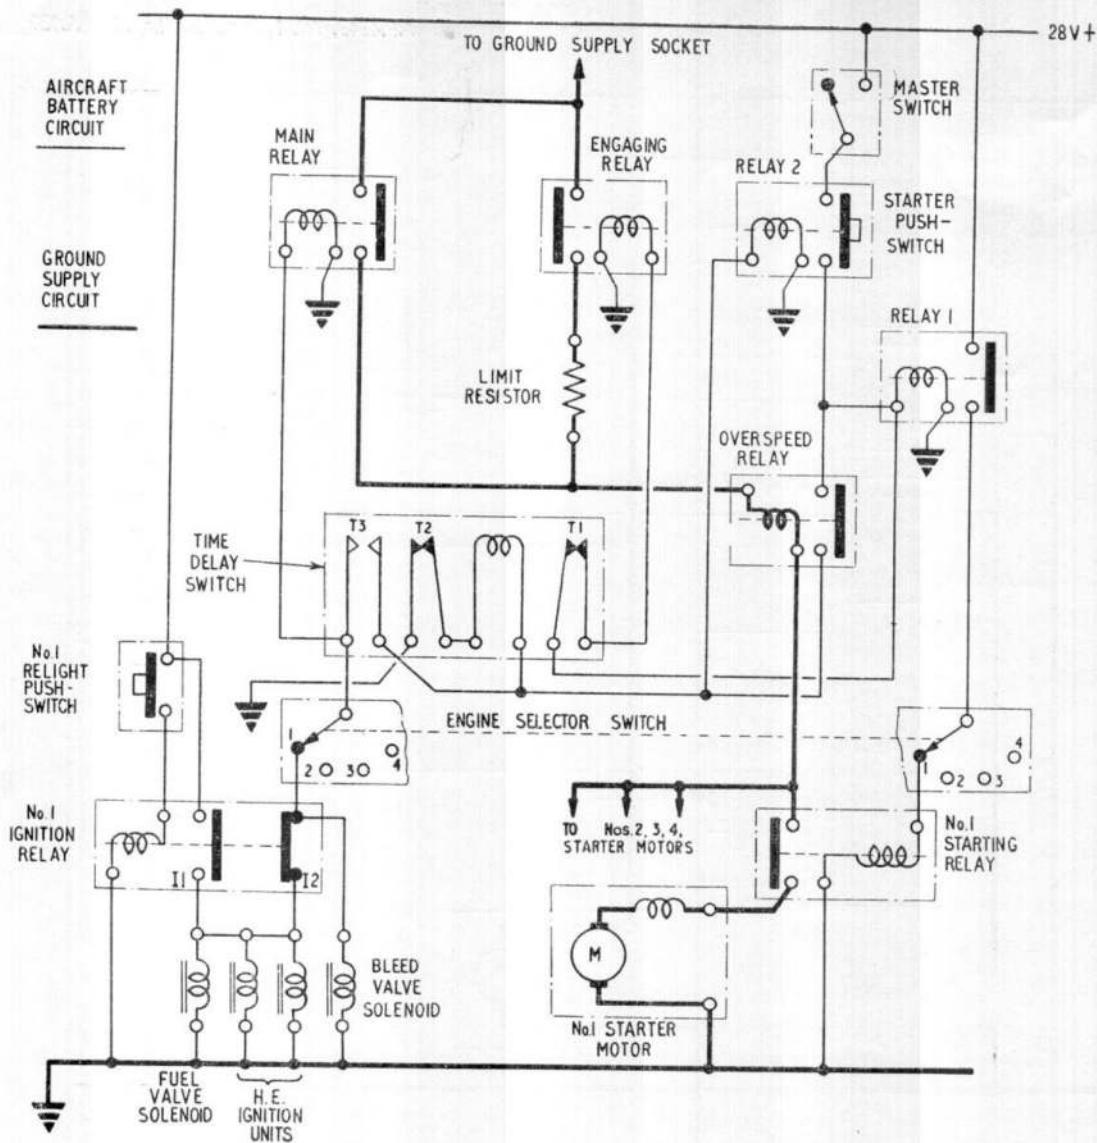 28V+
TO GROUND SUPPLY SOCKET
AIRCRAFT
BATTERY
CIRCUIT
MASTER
SWITCH
MAIN
RELAY
ENGAGING
RELAY
RELAY 2
STARTER
PUSH-
SWITCH
GROUND
SUPPLY
CIRCUIT
RELAY 1
LIMIT
RESISTOR
OVERSPEED
RELAY
TIME
DELAY
SWITCH
T3
T2
T1
No.1
RELIGHT
PUSH-
SWITCH
ENGINE SELECTOR SWITCH
1
2
3
4
1
2
3
4
No.1
IGNITION
RELAY
I1
I2
TO Nos. 2, 3, 4,
STARTER MOTORS
No.1
STARTING
RELAY
M
BLEED
VALVE
SOLENOID
No.1 STARTER
MOTOR
FUEL
VALVE
SOLENOID
H.E.
IGNITION
UNITS